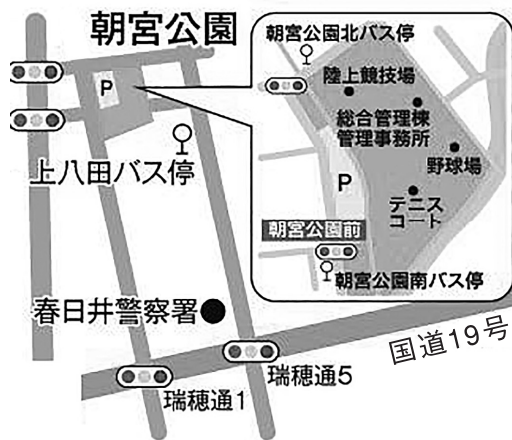 朝宮公園
P
上八田バス停
春日井警察署
瑞穂通1
瑞穂通5
国道19号
朝宮公園北バス停
陸上競技場
総合管理棟
管理事務所
野球場
P
テニス
コート
朝宮公園前
朝宮公園南バス停